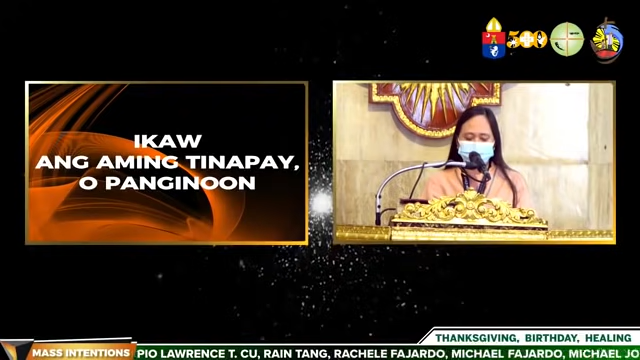 500
IKAW
ANG AMING TINAPAY,
O PANGINOON
THANKSGIVING, BIRTHDAY, HEALING
MASS INTENTIONS
PIO LAWRENCE T. CU, RAIN TANG, RACHELE FAJARDO, MICHAEL FAJARDO, MICHAEL JO